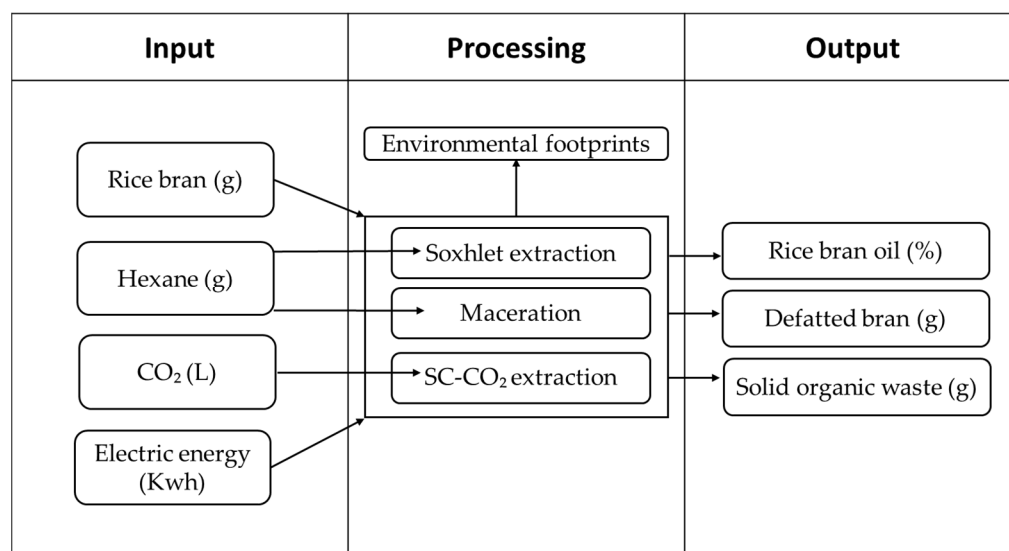 Input
Processing
Output
Environmental footprints
Rice bran (g)
Hexane (g)
CO₂ (L)
Electric energy
(Kwh)
Soxhlet extraction
Maceration
SC-CO₂ extraction
Rice bran oil (%)
Defatted bran (g)
Solid organic waste (g)